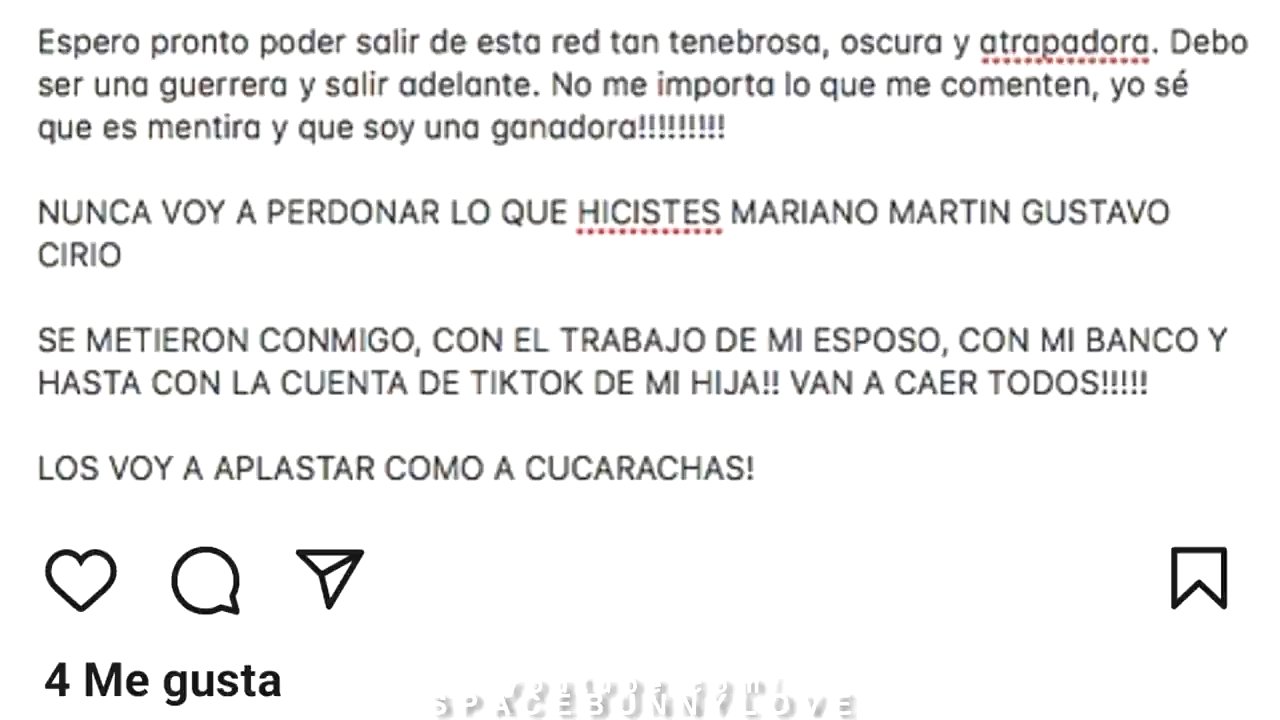 Espero pronto poder salir de esta red tan tenebrosa, oscura y atrapadora. Debo
ser una guerrera y salir adelante. No me importa lo que me comenten, yo sé
que es mentira y que soy una ganadora!!!!!!!!!
NUNCA VOY A PERDONAR LO QUE HICISTES MARIANO MARTIN GUSTAVO
CIRIO
SE METIERON CONMIGO, CON EL TRABAJO DE MI ESPOSO, CON MI BANCO Y
HASTA CON LA CUENTA DE TIKTOK DE MI HIJA!! VAN A CAER TODOS!!!!!
LOS VOY A APLASTAR COMO A CUCARACHAS!
4 Me gusta
youtube.com/
SPACEBUNNYLOVE